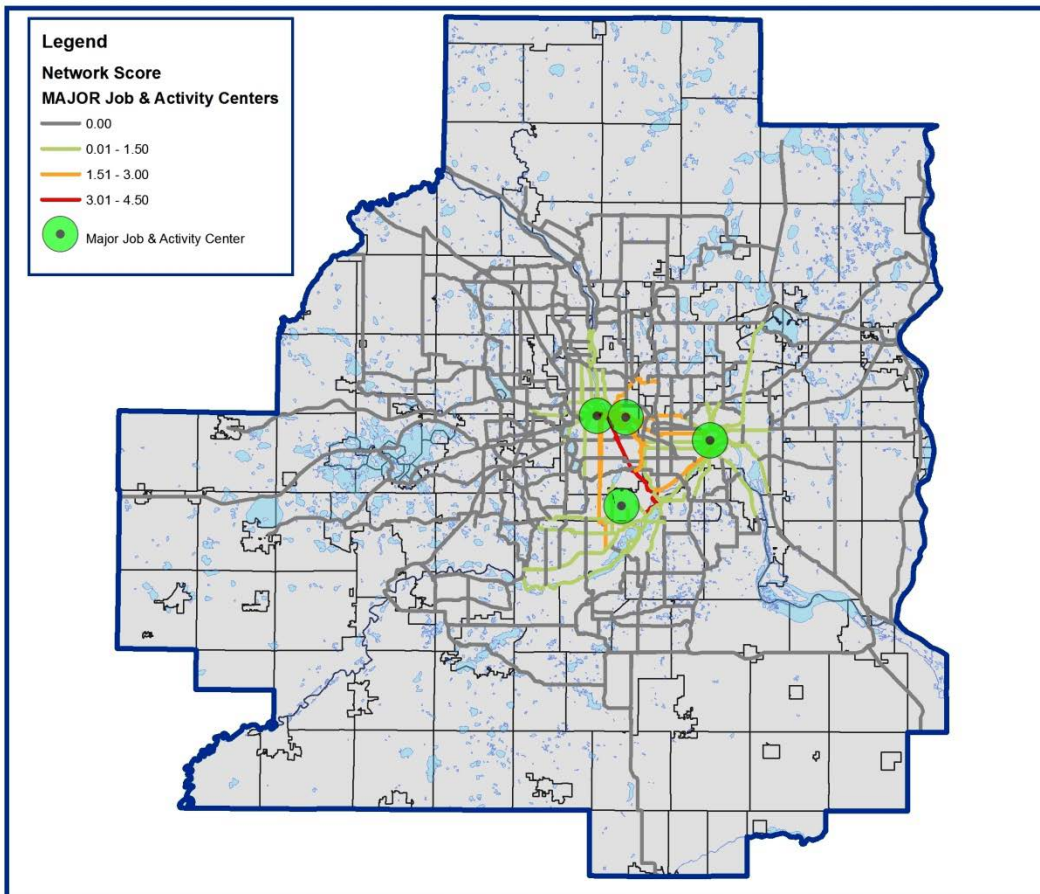 Legend
Network Score
MAJOR Job & Activity Centers
0.00
0.01 - 1.50
1.51 - 3.00
3.01 - 4.50
Major Job & Activity Center